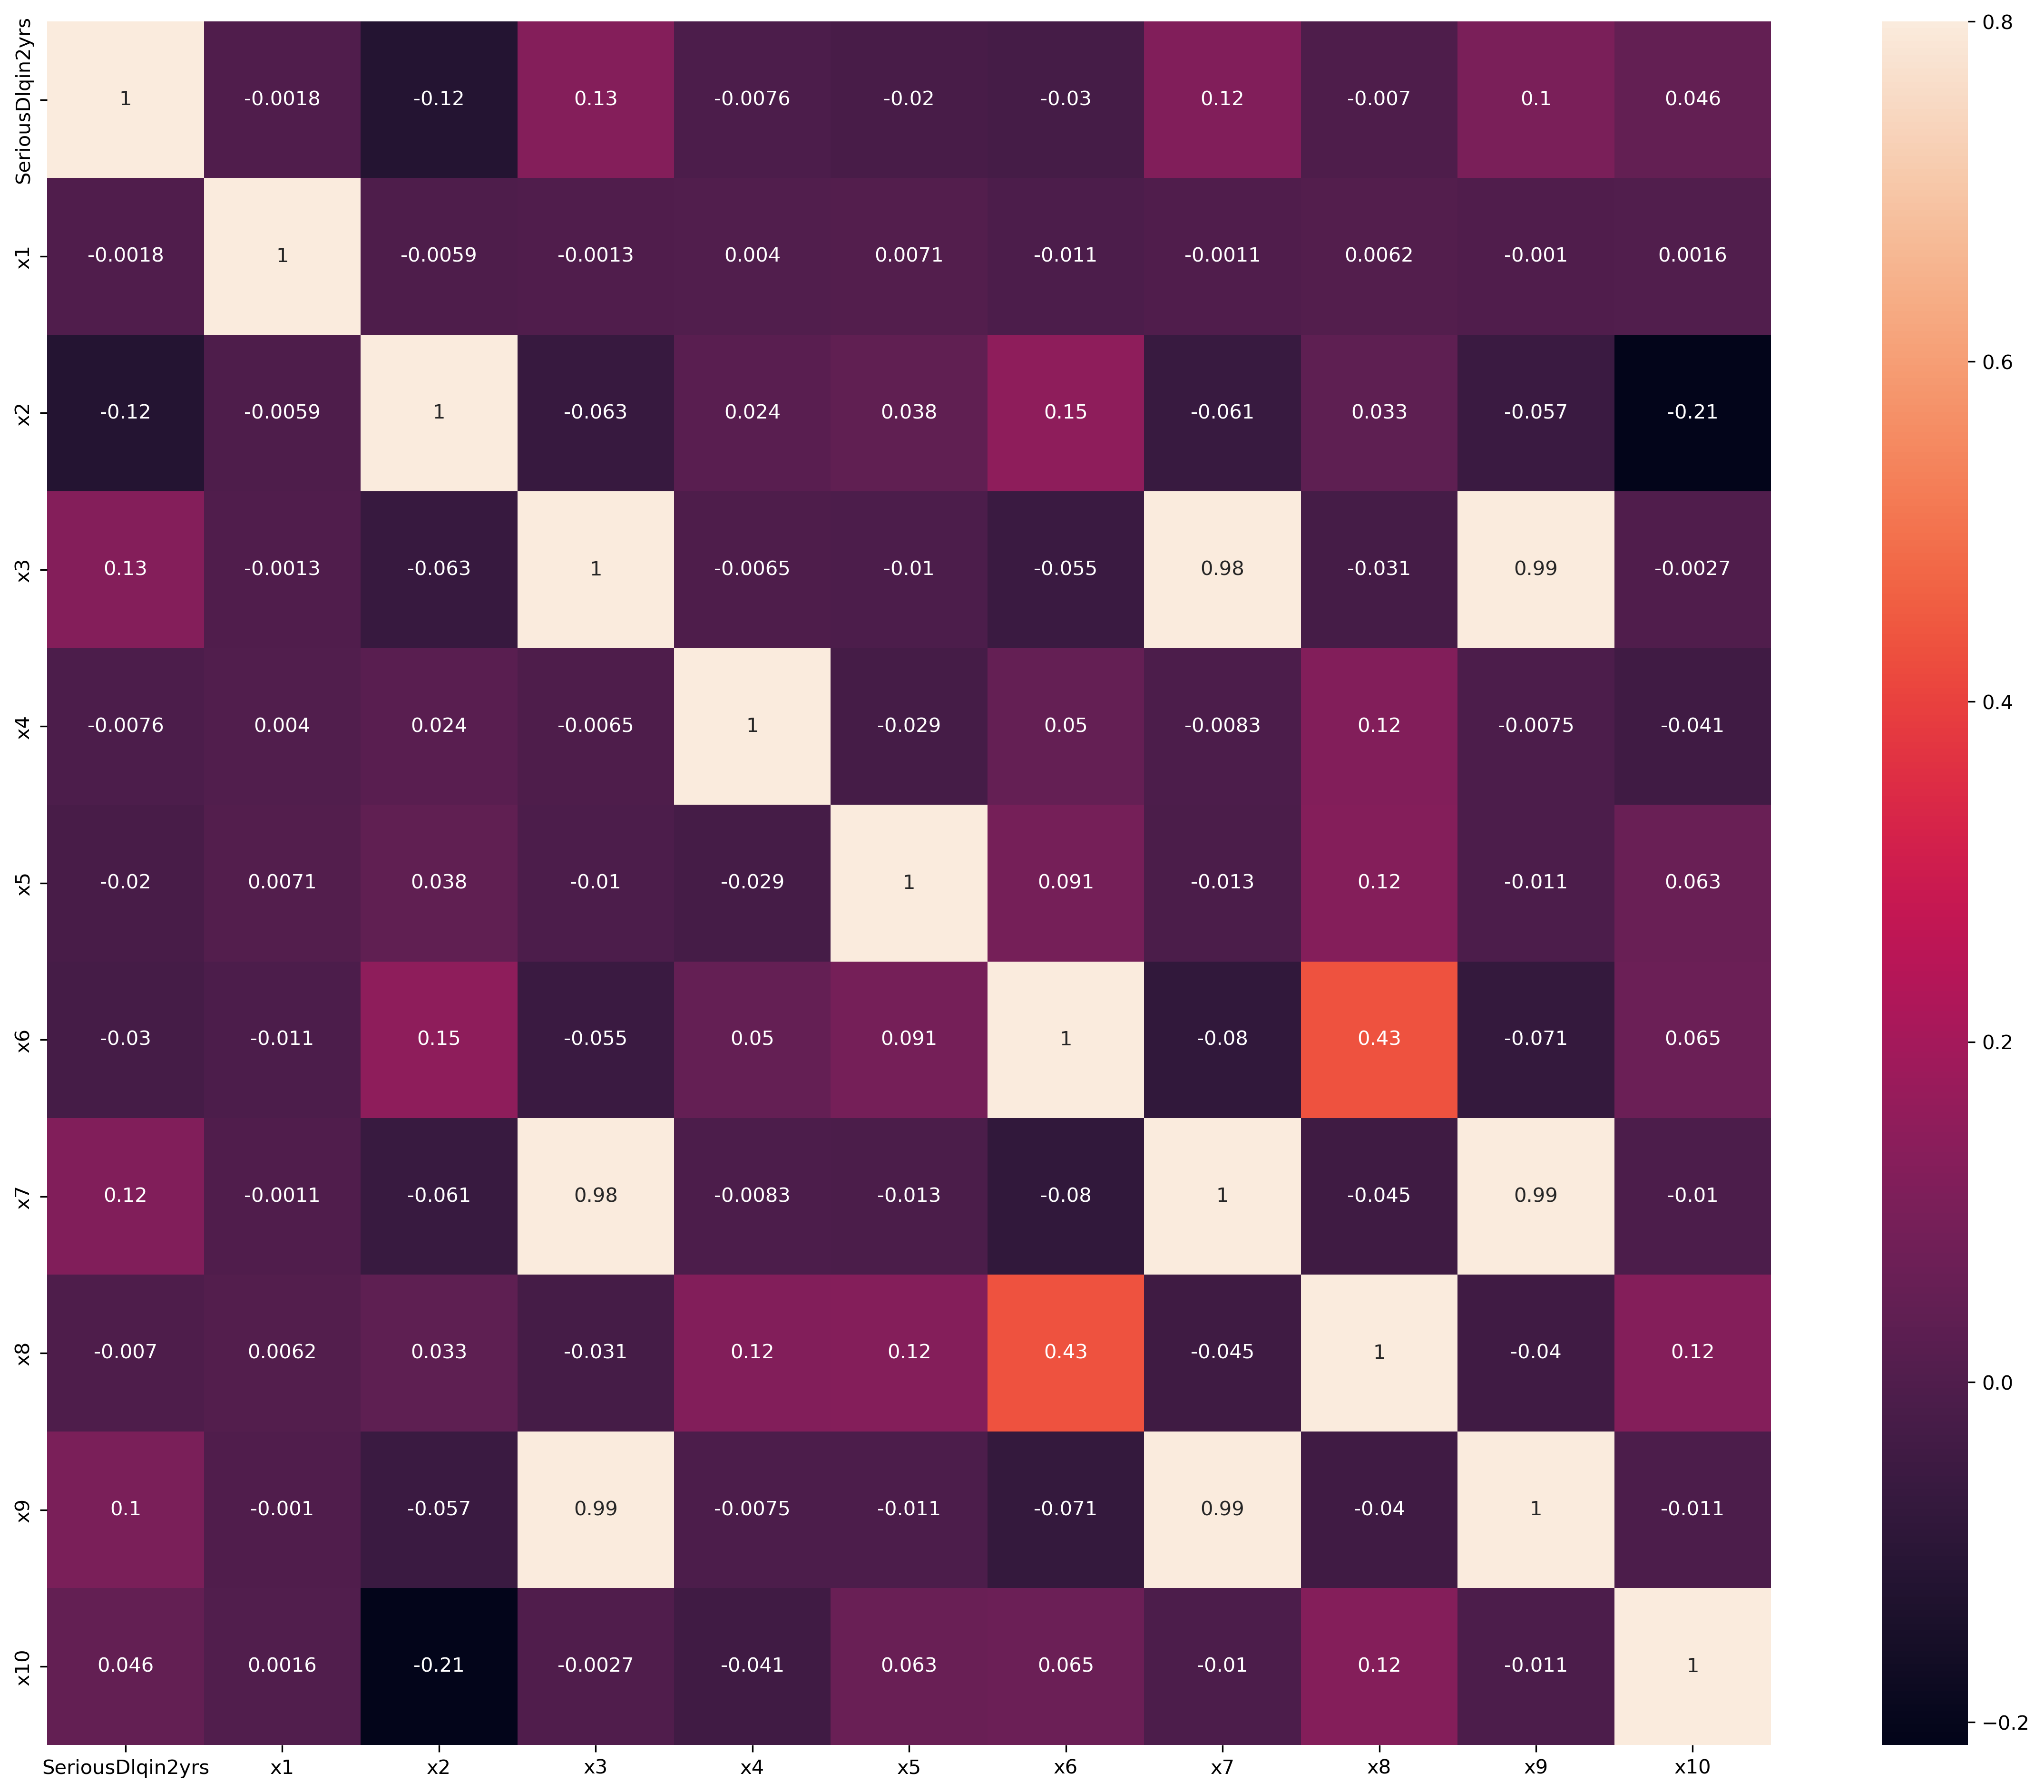 SeriousDlqin2yrs 1 -0.0018 -0.12 0.13 -0.0076 -0.02 -0.03 0.12 -0.007 0.1 0.046
x1 -0.0018 1 -0.0059 -0.0013 0.004 0.0071 -0.011 -0.0011 0.0062 -0.001 0.0016
x2 -0.12 -0.0059 1 -0.063 0.024 0.038 0.15 -0.061 0.033 -0.057 -0.21
x3 0.13 -0.0013 -0.063 1 -0.0065 -0.01 -0.055 0.98 -0.031 0.99 -0.0027
x4 -0.0076 0.004 0.024 -0.0065 1 -0.029 0.05 -0.0083 0.12 -0.0075 -0.041
x5 -0.02 0.0071 0.038 -0.01 -0.029 1 0.091 -0.013 0.12 -0.011 0.063
x6 -0.03 -0.011 0.15 -0.055 0.05 0.091 1 -0.08 0.43 -0.071 0.065
x7 0.12 -0.0011 -0.061 0.98 -0.0083 -0.013 -0.08 1 -0.045 0.99 -0.01
x8 -0.007 0.0062 0.033 -0.031 0.12 0.12 0.43 -0.045 1 -0.04 0.12
x9 0.1 -0.001 -0.057 0.99 -0.0075 -0.011 -0.071 0.99 -0.04 1 -0.011
x10 0.046 0.0016 -0.21 -0.0027 -0.041 0.063 0.065 -0.01 0.12 -0.011 1
SeriousDlqin2yrs x1 x2 x3 x4 x5 x6 x7 x8 x9 x10
0.8
0.6
0.4
0.2
0.0
−0.2